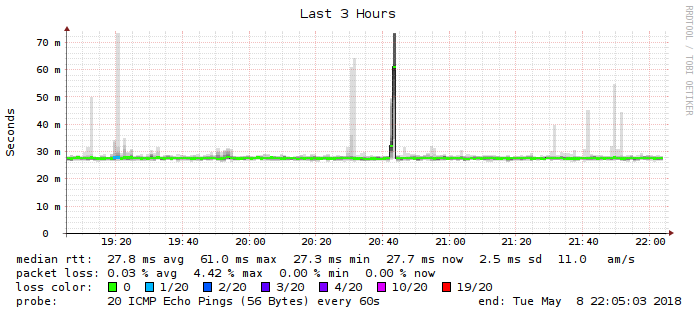 Last 3 Hours
RRDTOOL / TOBI OETIKER
Seconds
70 m
60 m
50 m
40 m
30 m
20 m
10 m
0
19:20 19:40 20:00 20:20 20:40 21:00 21:20 21:40 22:00
median rtt: 27.8 ms avg 61.0 ms max 27.3 ms min 27.7 ms now 2.5 ms sd 11.0 am/s
packet loss: 0.03 % avg 4.42 % max 0.00 % min 0.00 % now
loss color: 0 1/20 2/20 3/20 4/20 10/20 19/20
probe: 20 ICMP Echo Pings (56 Bytes) every 60s end: Tue May 8 22:05:03 2018